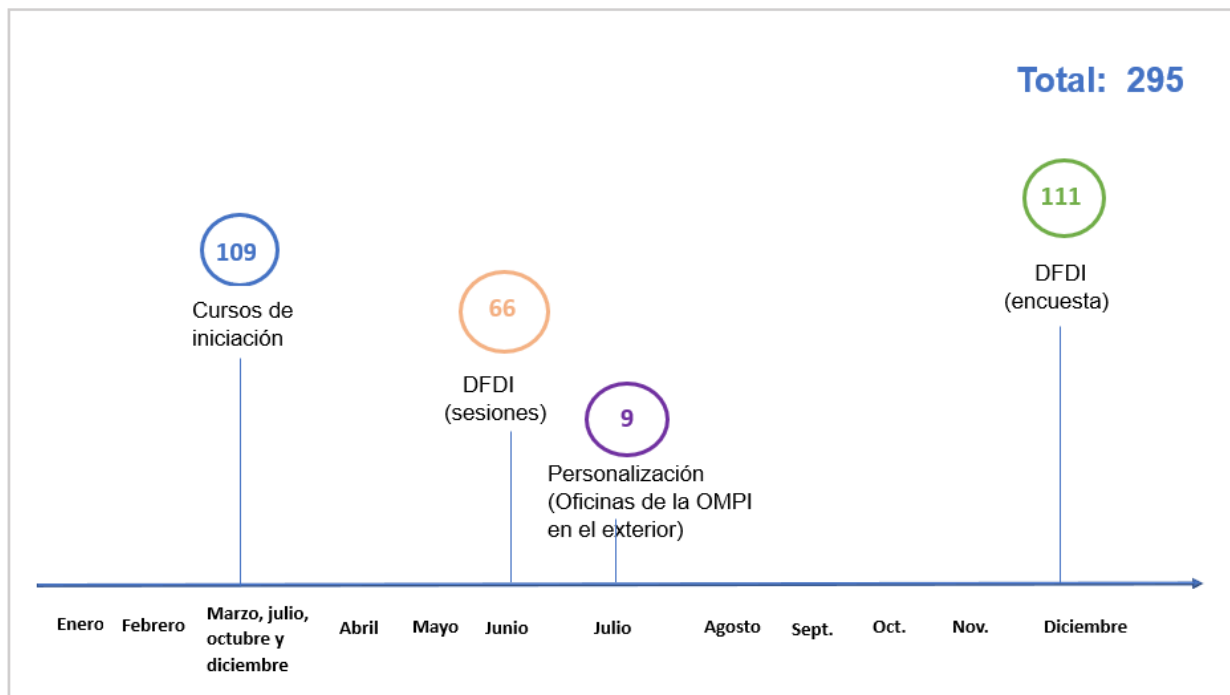 Total: 295
111
DFDI
(encuesta)
109
Cursos de
iniciación
66
DFDI
(sesiones)
9
Personalización
(Oficinas de la OMPI
en el exterior)
Enero
Febrero
Marzo, julio,
octubre y
diciembre
Abril
Mayo
Junio
Julio
Agosto
Sept.
Oct.
Nov.
Diciembre